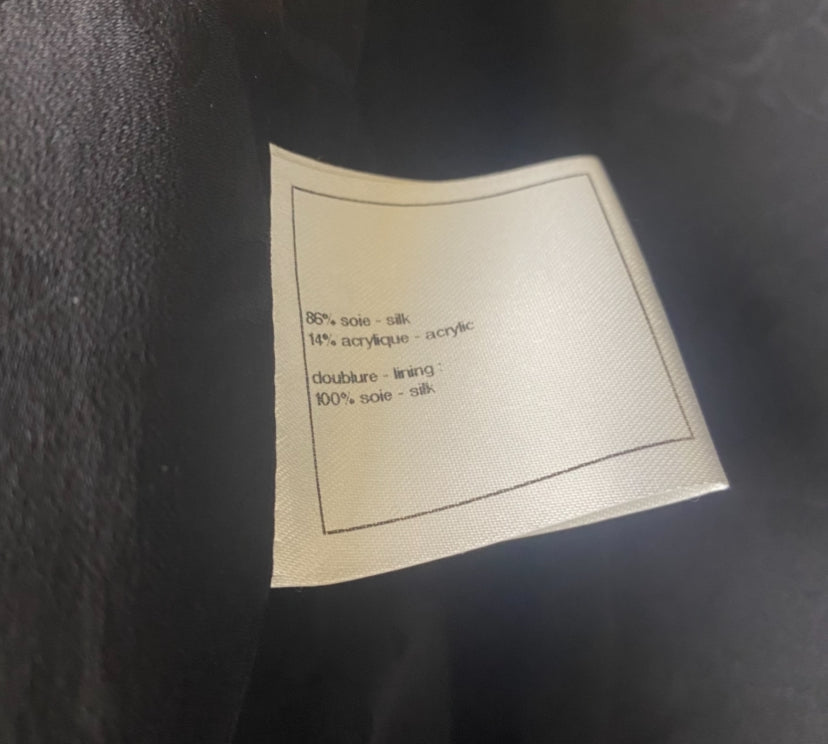 86% soie - silk
14% acrylique - acrylic
doublure - lining :
100% soie - silk